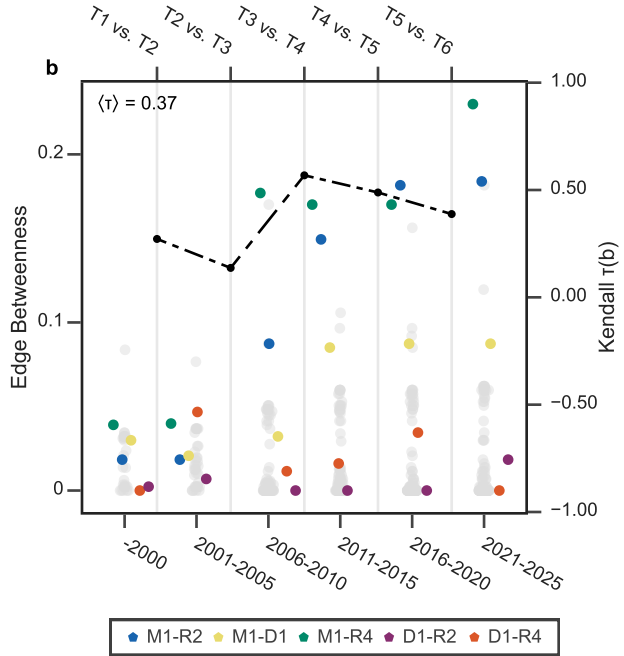 T1 vs. T2
T2 vs. T3
T3 vs. T4
T4 vs. T5
T5 vs. T6
b
⟨τ⟩ = 0.37
Edge Betweenness
0.2
0.1
0
1.00
0.50
0.00
−0.50
−1.00
Kendall τ(b)
-2000
2001-2005
2006-2010
2011-2015
2016-2020
2021-2025
M1-R2 M1-D1 M1-R4 D1-R2 D1-R4